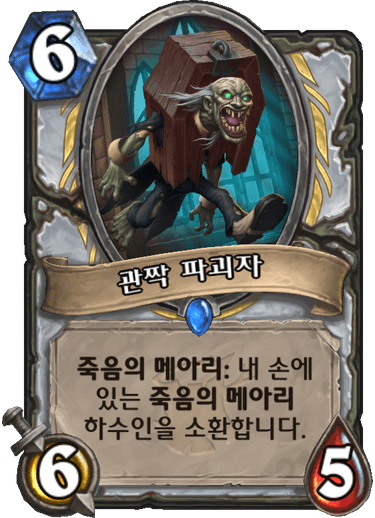 6
관짝 파괴자
죽음의 메아리: 내 손에
있는 죽음의 메아리
하수인을 소환합니다.
6
5